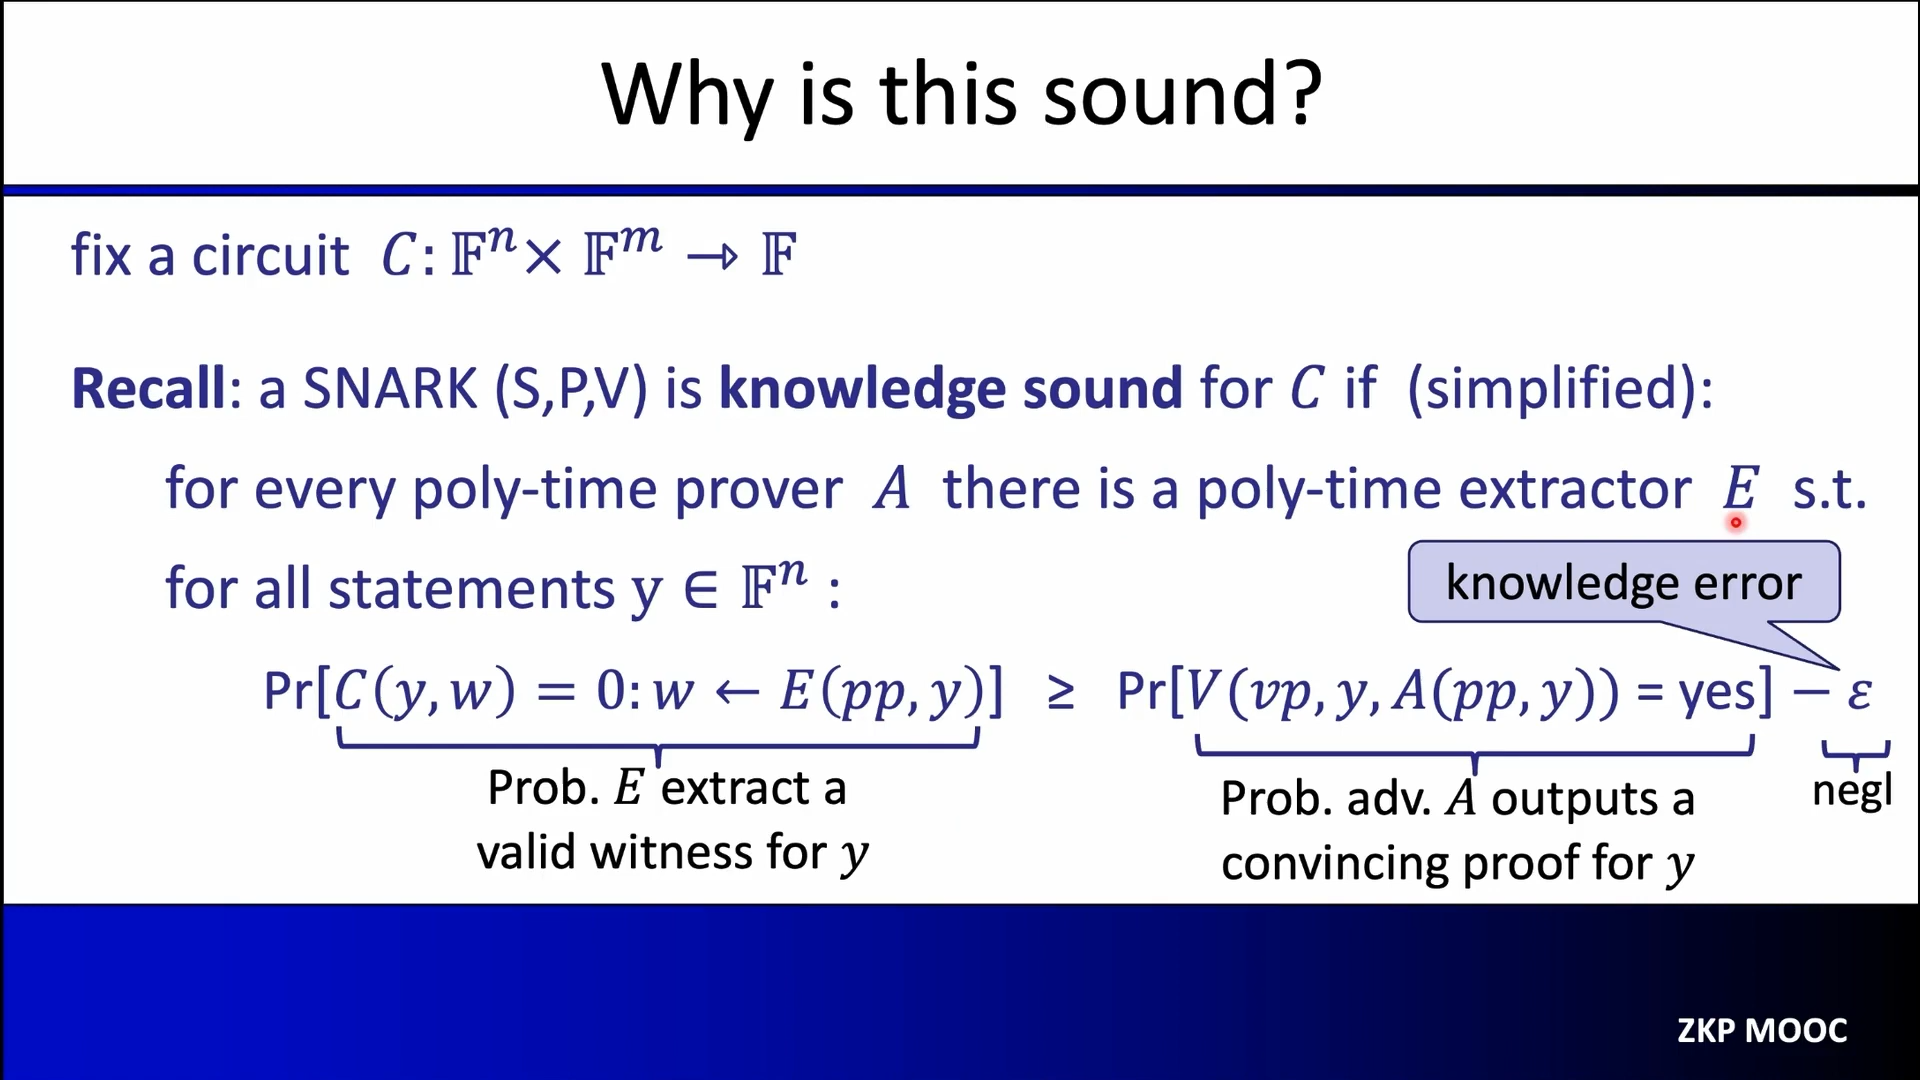 Why is this sound?
fix a circuit C: 𝔽ⁿ × 𝔽ᵐ → 𝔽
Recall: a SNARK (S,P,V) is knowledge sound for C if (simplified):
for every poly-time prover A there is a poly-time extractor E s.t.
for all statements y ∈ 𝔽ⁿ :
knowledge error
Pr[C(y, w) = 0: w ← E(pp, y)] ≥ Pr[V(vp, y, A(pp, y)) = yes] − ε
Prob. E extract a
valid witness for y
Prob. adv. A outputs a
convincing proof for y
negl
ZKP MOOC